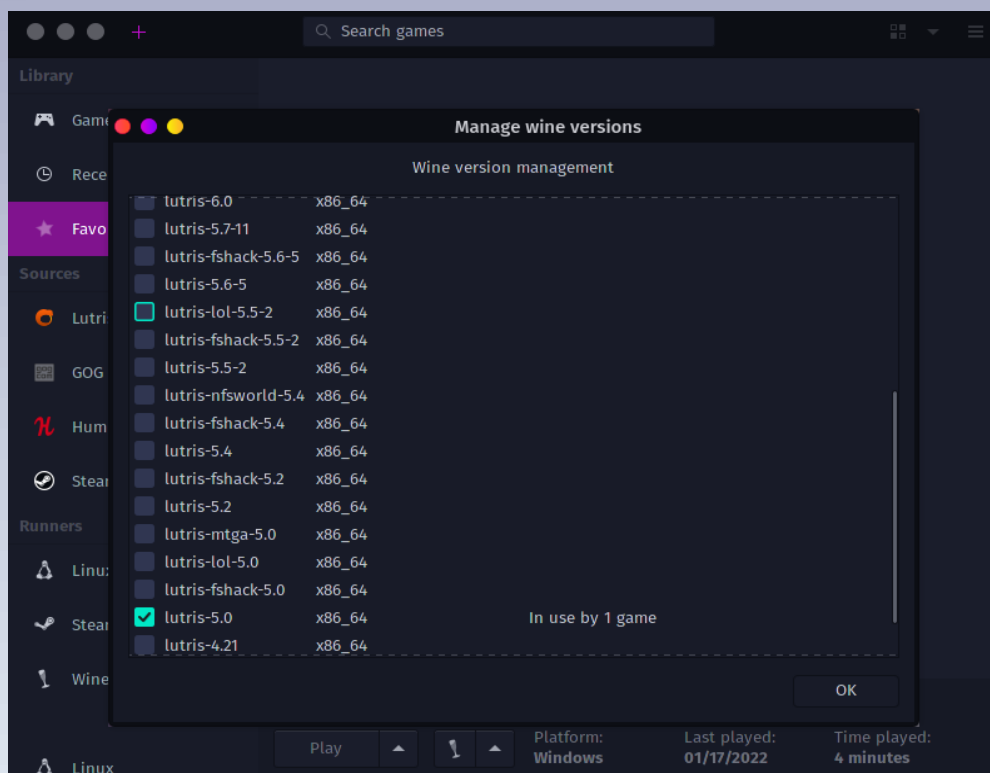 Search games
Library
Game
Rece
Favo
Sources
Lutri
GOG
Hum
Stea
Runners
Linu
Stea
Wine
Linux
Manage wine versions
Wine version management
lutris-6.0 x86_64
lutris-5.7-11 x86_64
lutris-fshack-5.6-5 x86_64
lutris-5.6-5 x86_64
lutris-lol-5.5-2 x86_64
lutris-fshack-5.5-2 x86_64
lutris-5.5-2 x86_64
lutris-nfsworld-5.4 x86_64
lutris-fshack-5.4 x86_64
lutris-5.4 x86_64
lutris-fshack-5.2 x86_64
lutris-5.2 x86_64
lutris-mtga-5.0 x86_64
lutris-lol-5.0 x86_64
lutris-fshack-5.0 x86_64
lutris-5.0 x86_64 In use by 1 game
lutris-4.21 x86_64
OK
Play
Platform: Last played: Time played:
Windows 01/17/2022 4 minutes